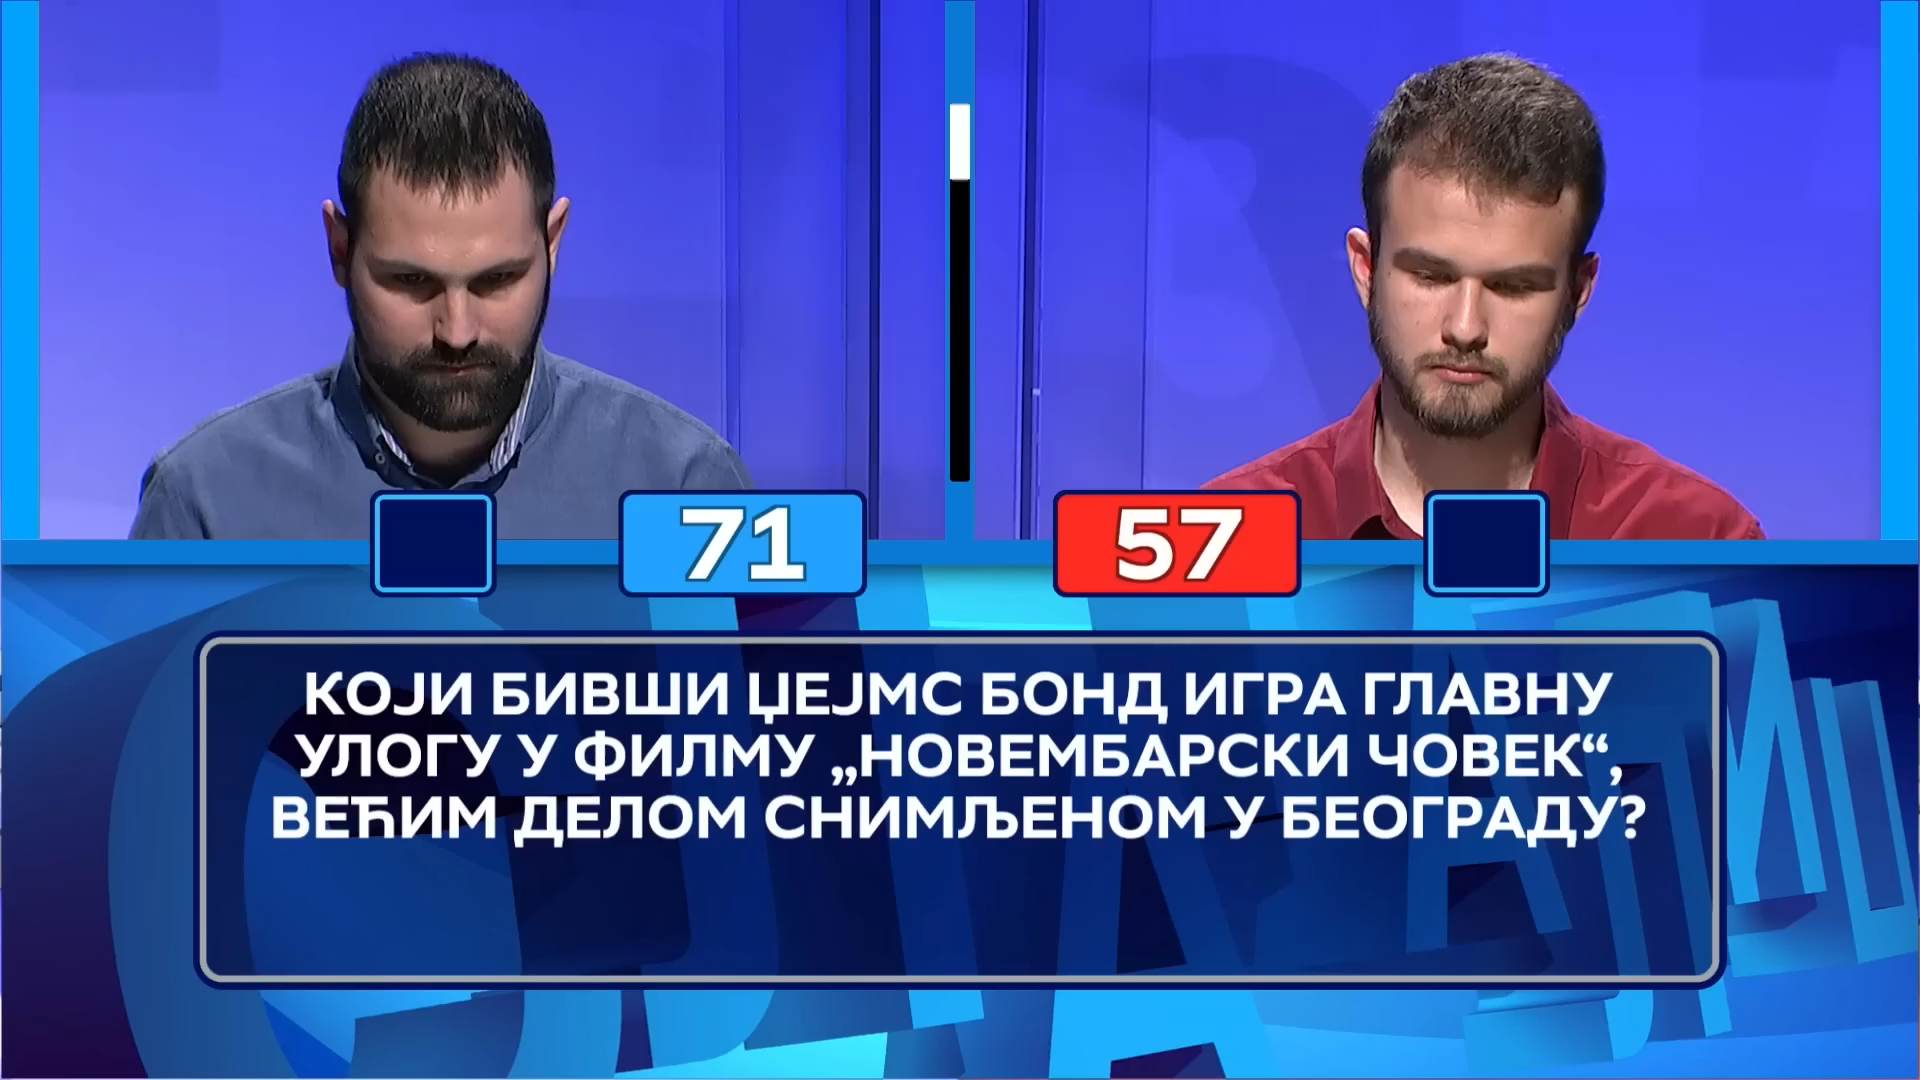 71
57
КОЈИ БИВШИ ЏЕЈМС БОНД ИГРА ГЛАВНУ
УЛОГУ У ФИЛМУ „НОВЕМБАРСКИ ЧОВЕК“,
ВЕЋИМ ДЕЛОМ СНИМЉЕНОМ У БЕОГРАДУ?